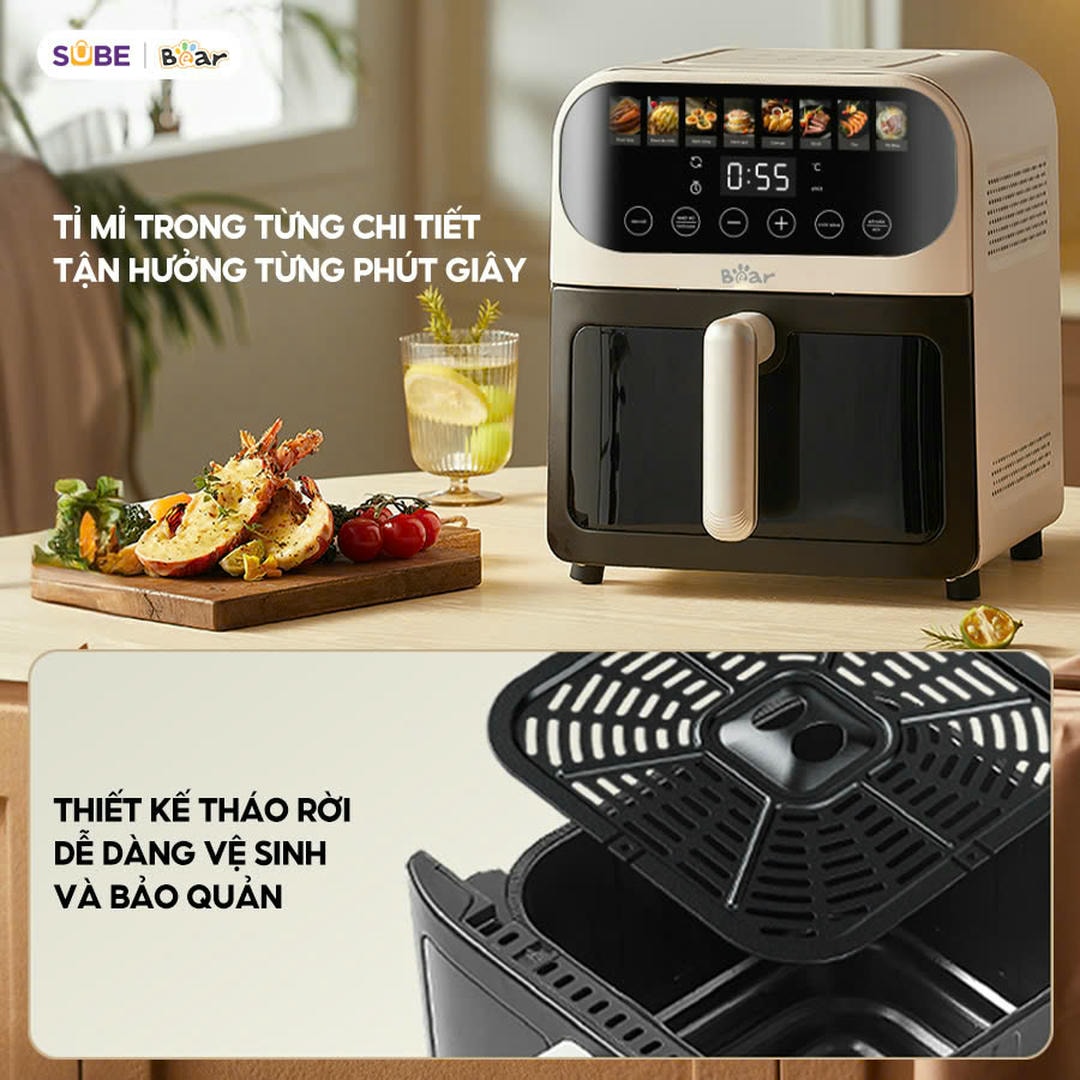 SUBE | Bear
TỈ MỈ TRONG TỪNG CHI TIẾT
TẬN HƯỞNG TỪNG PHÚT GIÂY
0:55
°C
Bear
THIẾT KẾ THÁO RỜI
DỄ DÀNG VỆ SINH
VÀ BẢO QUẢN